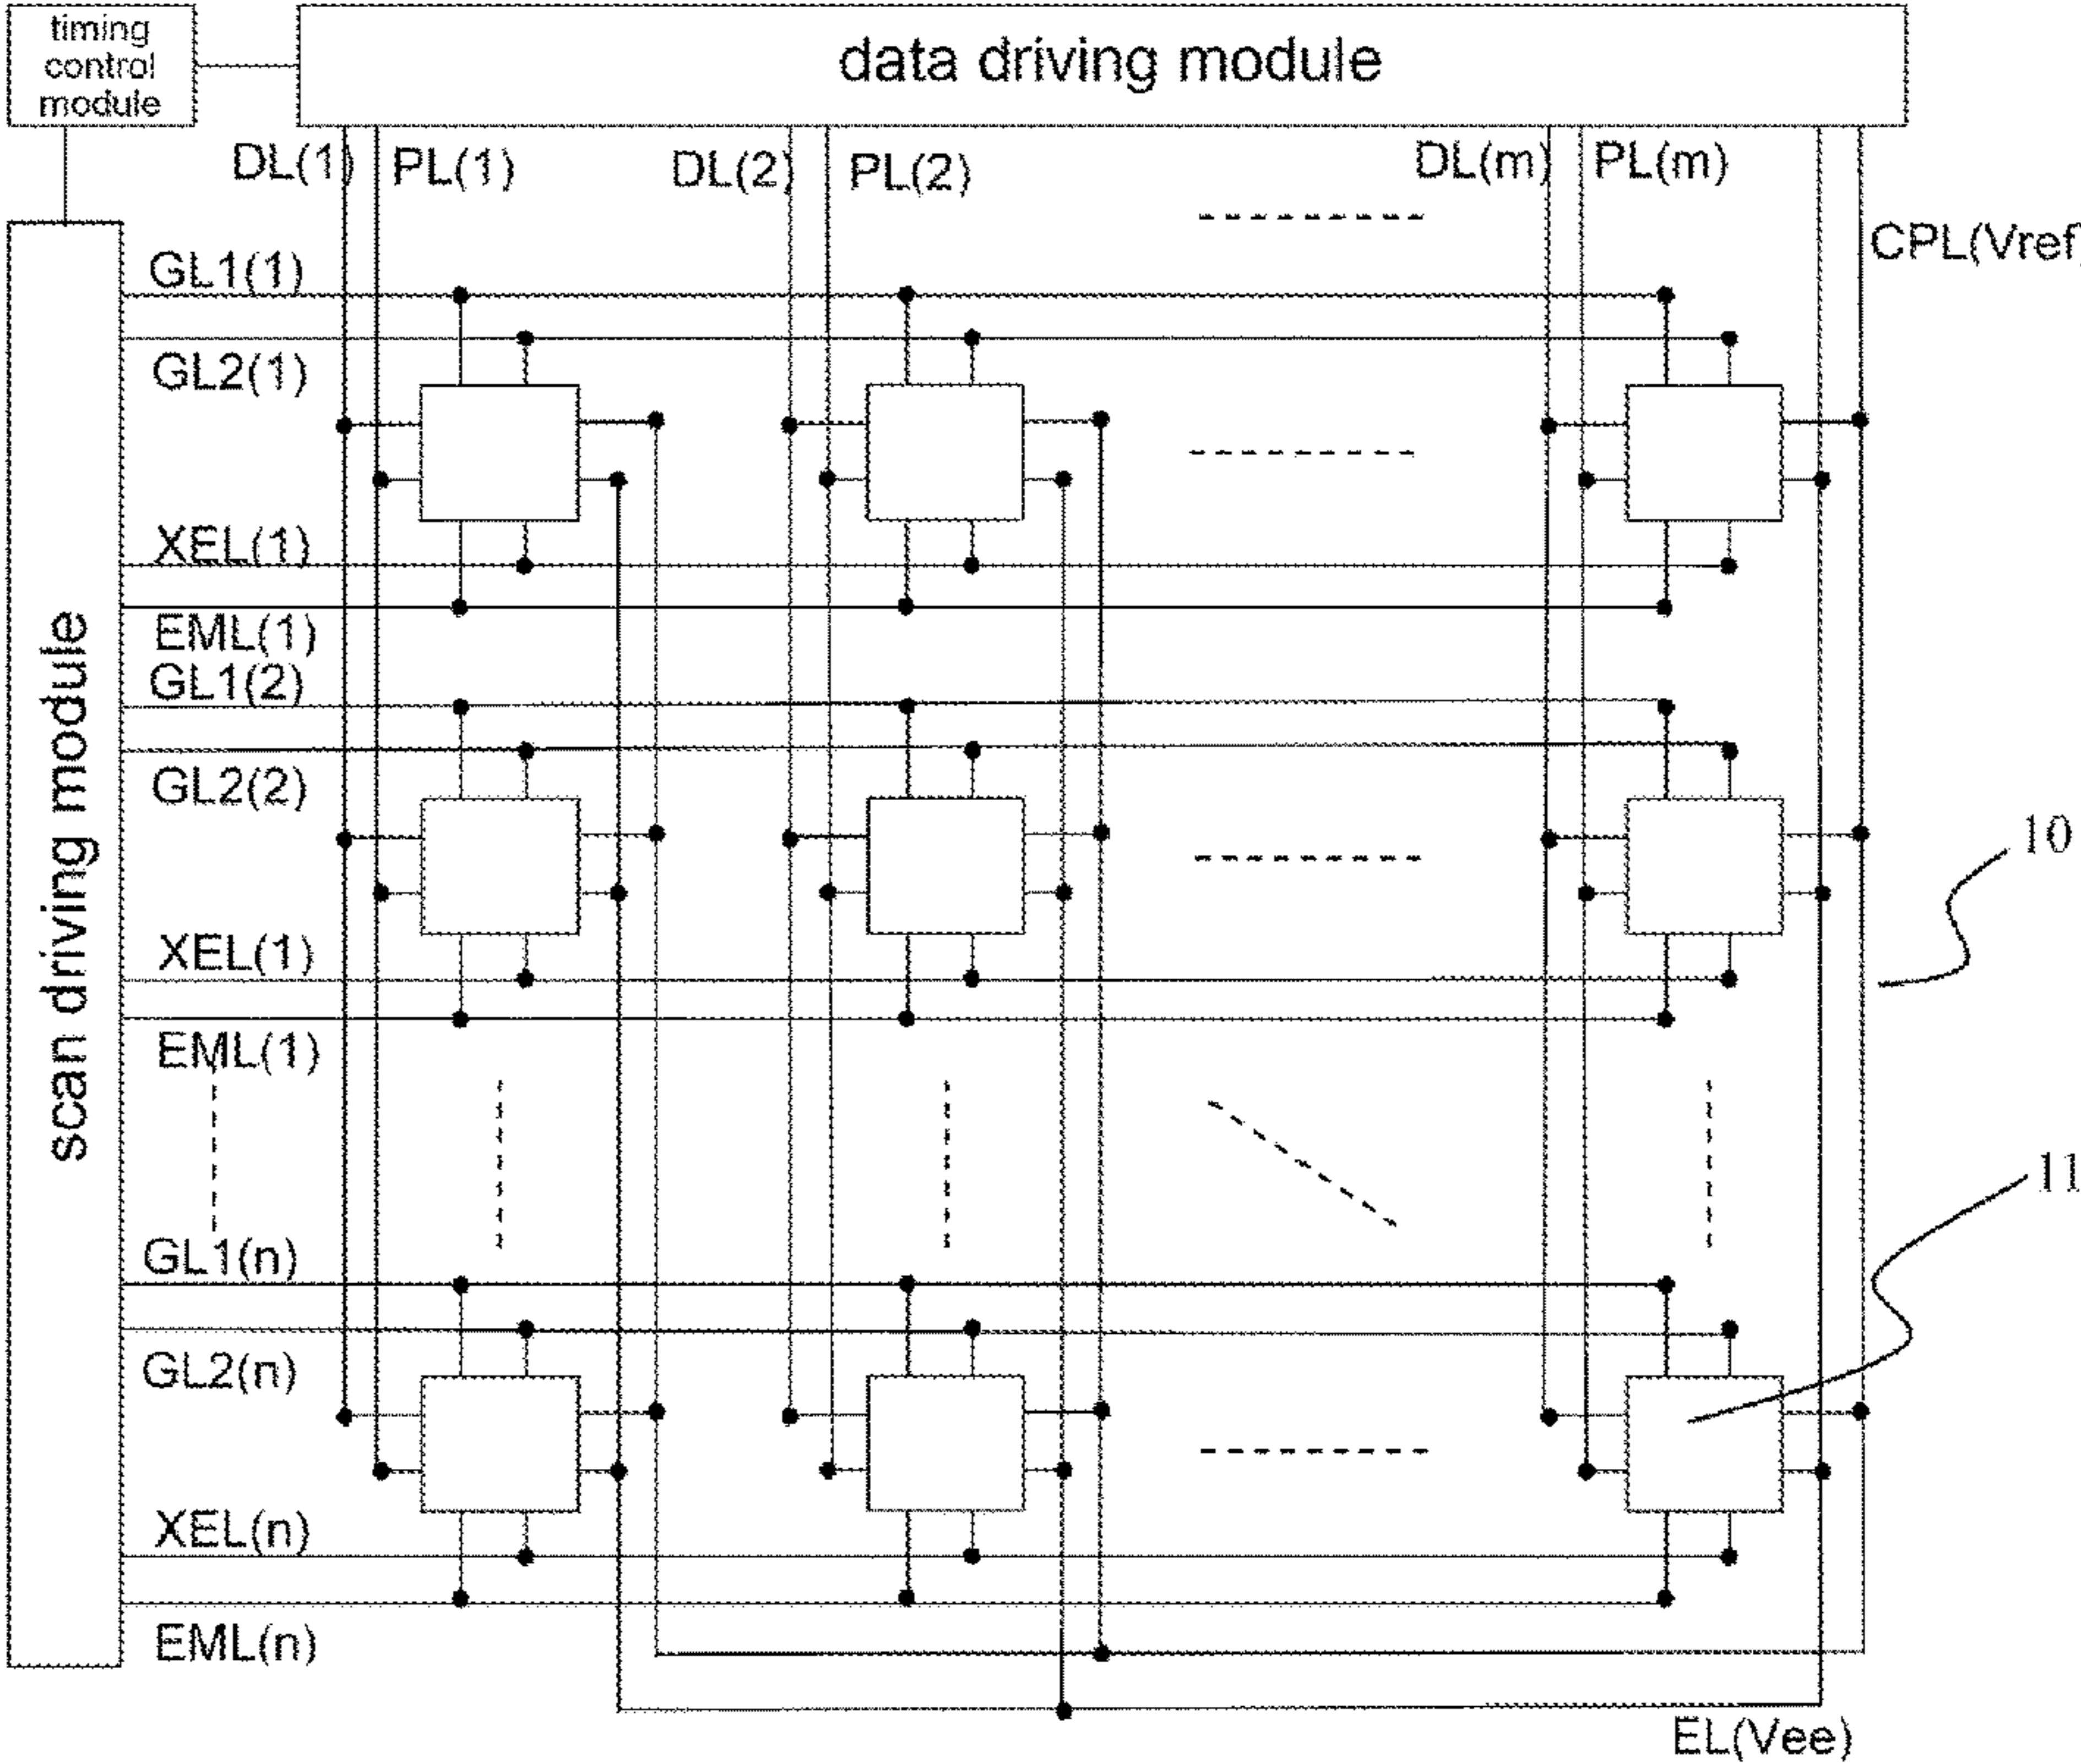 timing
control
module
data driving module
DL(1)
PL(1)
DL(2)
PL(2)
DL(m)
PL(m)
CPL(Vref)
GL1(1)
GL2(1)
XEL(1)
EML(1)
GL1(2)
GL2(2)
XEL(1)
EML(1)
scan driving module
10
11
GL1(n)
GL2(n)
XEL(n)
EML(n)
EL(Vee)